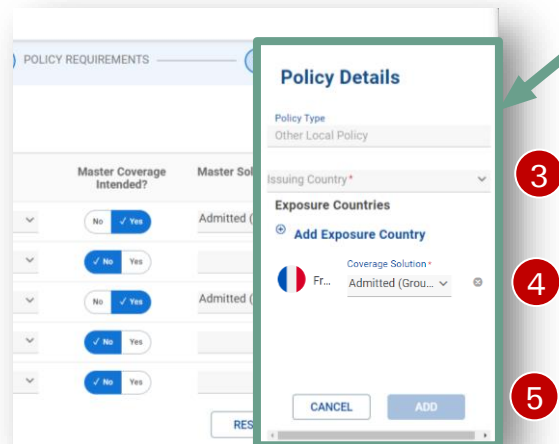 POLICY REQUIREMENTS
Master Coverage Intended?
Master Sol
No ✓ Yes
Admitted (
✓ No Yes
No ✓ Yes
Admitted (
✓ No Yes
✓ No Yes
RES
Policy Details
Policy Type
Other Local Policy
Issuing Country*
Exposure Countries
Add Exposure Country
Coverage Solution *
Fr...
Admitted (Grou...
CANCEL
ADD
3
4
5